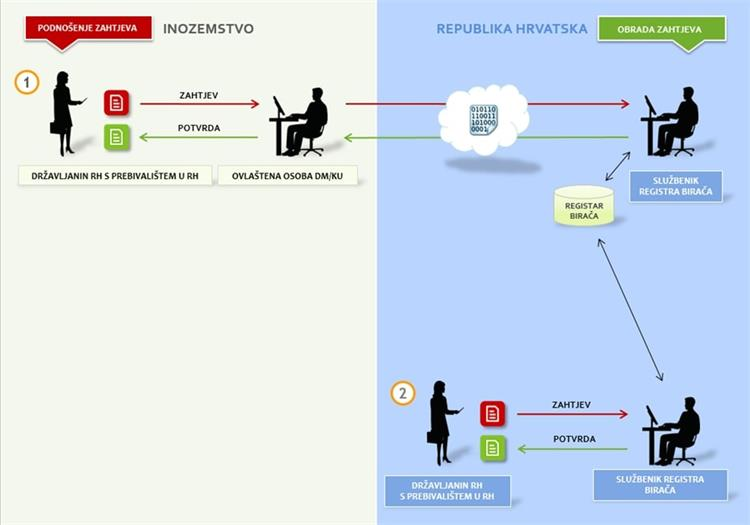 PODNOŠENJE ZAHTJEVA
INOZEMSTVO
REPUBLIKA HRVATSKA
OBRADA ZAHTJEVA
1
ZAHTJEV
POTVRDA
010110
110011
101000
0001
DRŽAVLJANIN RH S PREBIVALIŠTEM U RH
OVLAŠTENA OSOBA DM/KU
SLUŽBENIK
REGISTRA BIRAČA
REGISTAR
BIRAČA
2
ZAHTJEV
POTVRDA
DRŽAVLJANIN RH
S PREBIVALIŠTEM U RH
SLUŽBENIK REGISTRA
BIRAČA